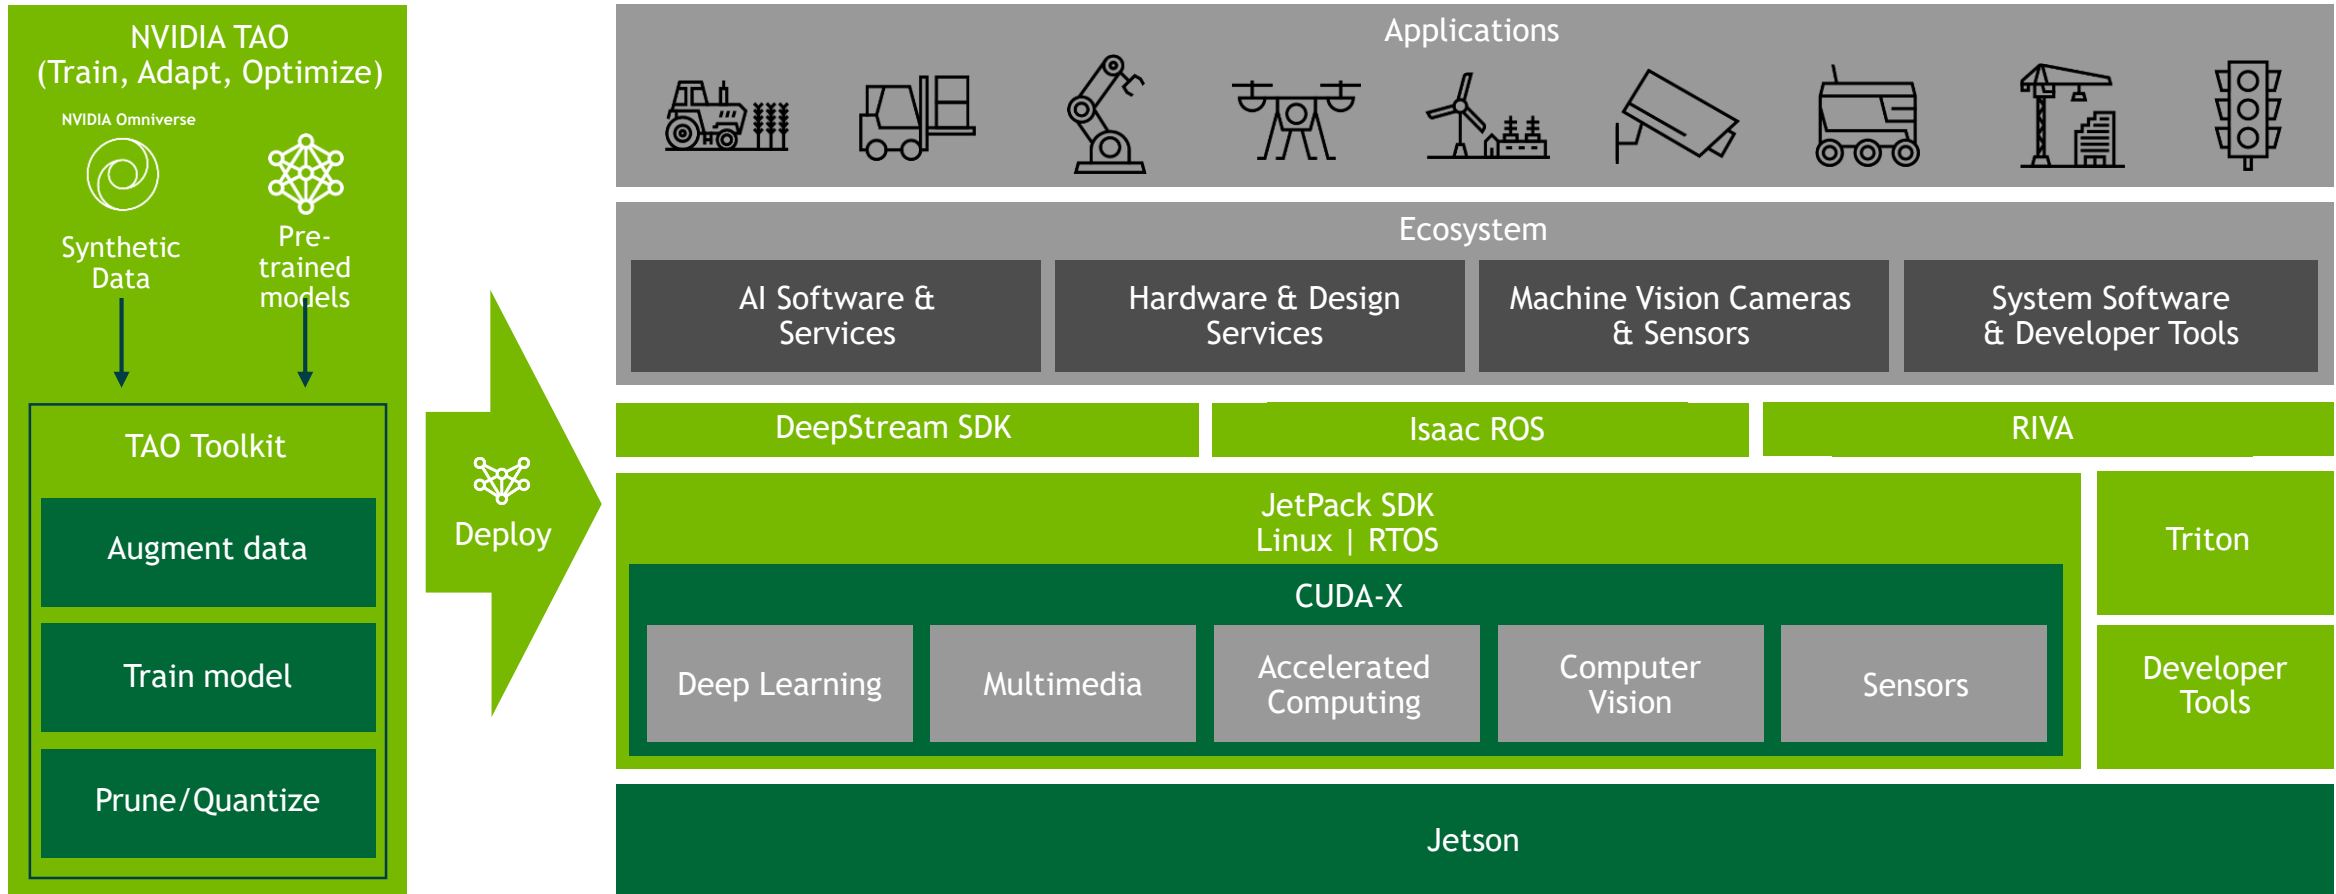 NVIDIA TAO
(Train, Adapt, Optimize)
NVIDIA Omniverse
Synthetic
Data
Pre-
trained
models
TAO Toolkit
Augment data
Train model
Prune/Quantize
Deploy
Applications
Ecosystem
AI Software &
Services
Hardware & Design
Services
Machine Vision Cameras
& Sensors
System Software
& Developer Tools
DeepStream SDK
Isaac ROS
RIVA
JetPack SDK
Linux | RTOS
CUDA-X
Deep Learning
Multimedia
Accelerated
Computing
Computer
Vision
Sensors
Triton
Developer
Tools
Jetson